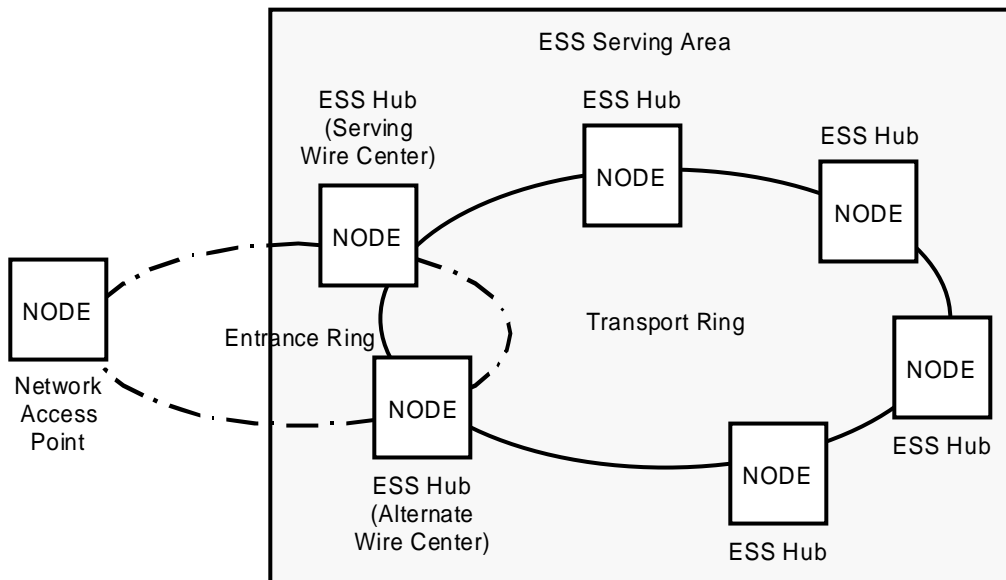 ESS Serving Area
ESS Hub
(Serving
Wire Center)
NODE
ESS Hub
NODE
ESS Hub
NODE
NODE
Network
Access
Point
Entrance Ring
Transport Ring
NODE
ESS Hub
(Alternate
Wire Center)
NODE
ESS Hub
NODE
ESS Hub